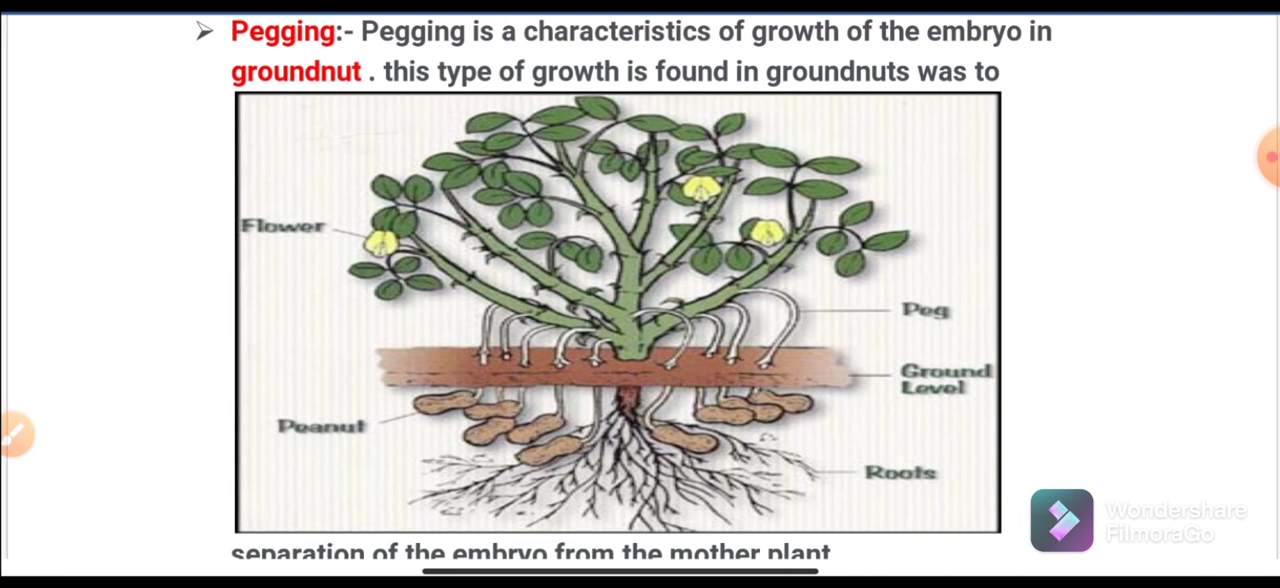 ➢ Pegging:- Pegging is a characteristics of growth of the embryo in
groundnut . this type of growth is found in groundnuts was to
Flower
Peg
Ground
Level
Peanut
Roots
Wondershare
FilmoraGo
separation of the embryo from the mother plant